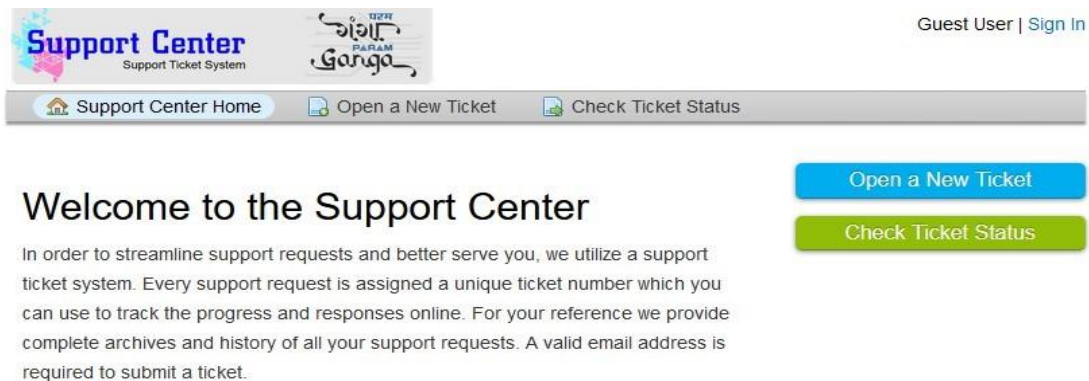 Support Center
Support Ticket System
परम
गंगा
PARAM
Ganga
Guest User | Sign In
Support Center Home
Open a New Ticket
Check Ticket Status
Welcome to the Support Center
In order to streamline support requests and better serve you, we utilize a support
ticket system. Every support request is assigned a unique ticket number which you
can use to track the progress and responses online. For your reference we provide
complete archives and history of all your support requests. A valid email address is
required to submit a ticket.
Open a New Ticket
Check Ticket Status